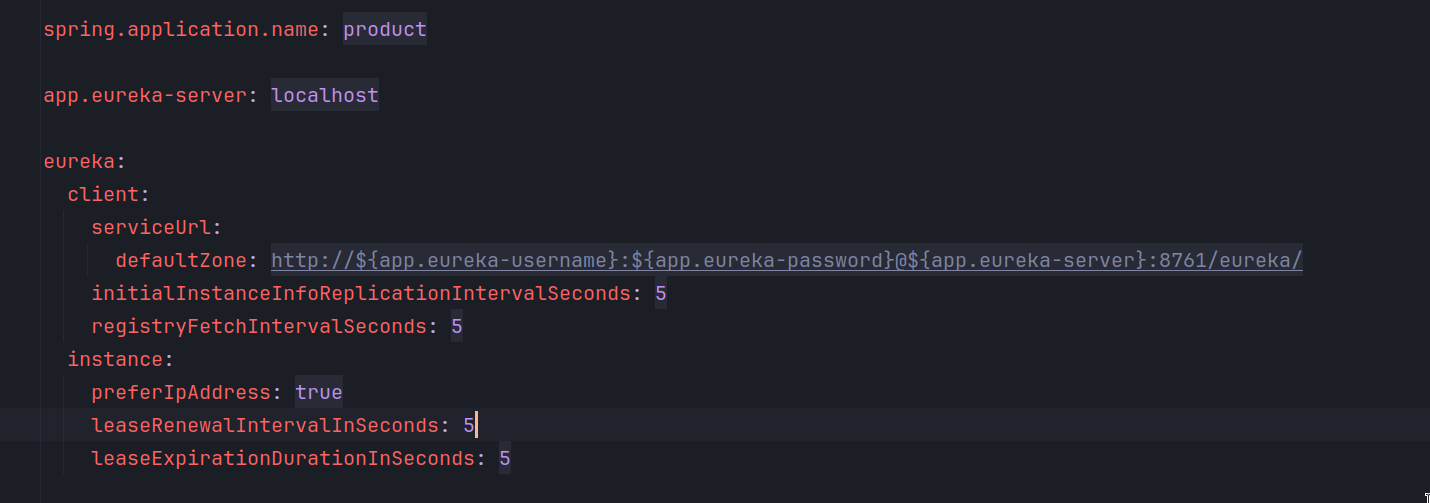 spring.application.name: product
app.eureka-server: localhost
eureka:
  client:
    serviceUrl:
      defaultZone: http://${app.eureka-username}:${app.eureka-password}@${app.eureka-server}:8761/eureka/
    initialInstanceInfoReplicationIntervalSeconds: 5
    registryFetchIntervalSeconds: 5
  instance:
    preferIpAddress: true
    leaseRenewalIntervalInSeconds: 5
    leaseExpirationDurationInSeconds: 5